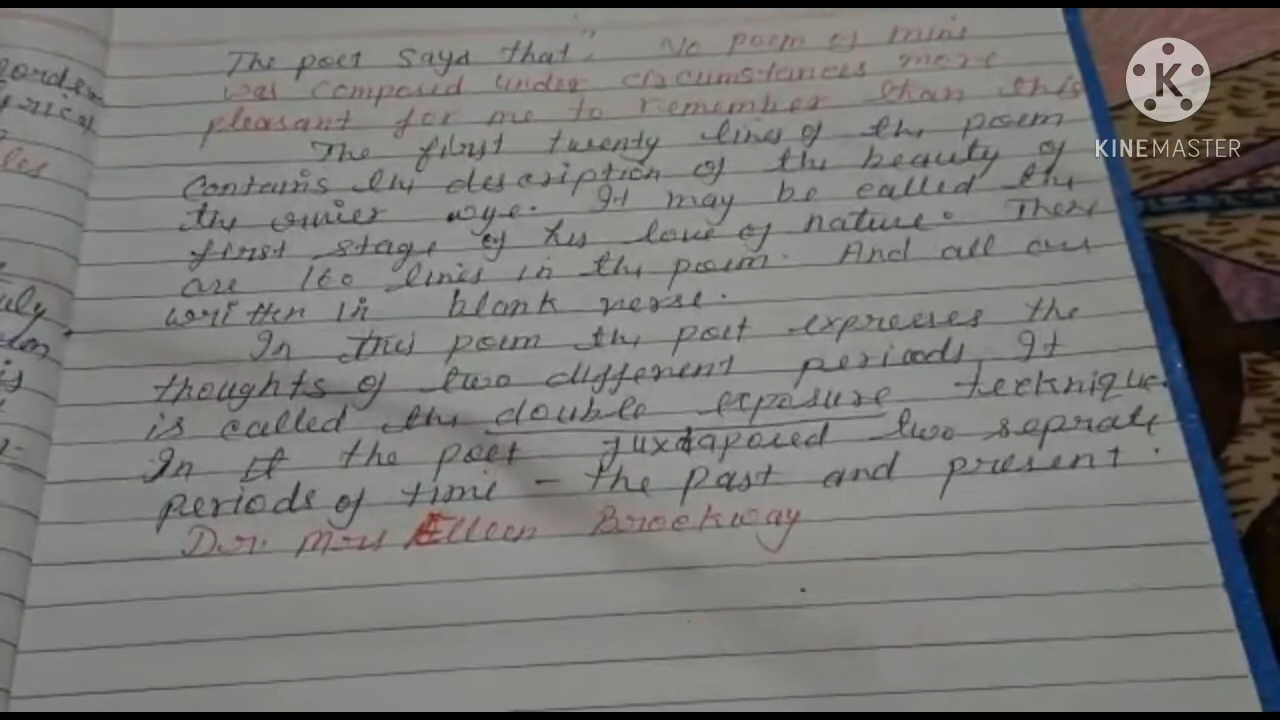 The poet says that "No poem of mine
was composed under circumstances more
pleasant for me to remember than this
The first twenty lines of the poem
Contains the description of the beauty of
the wye. It may be called the
first stage of his love of nature. There
are 160 lines in the poem. And all are
written in blank verse.
In this poem the poet expresses the
thoughts of two different periods. It
is called the double exposure technique.
In it the poet juxtaposed two seprate
periods of time - the past and present.
Dr. Mrs Elleen Brockway
KINEMASTER